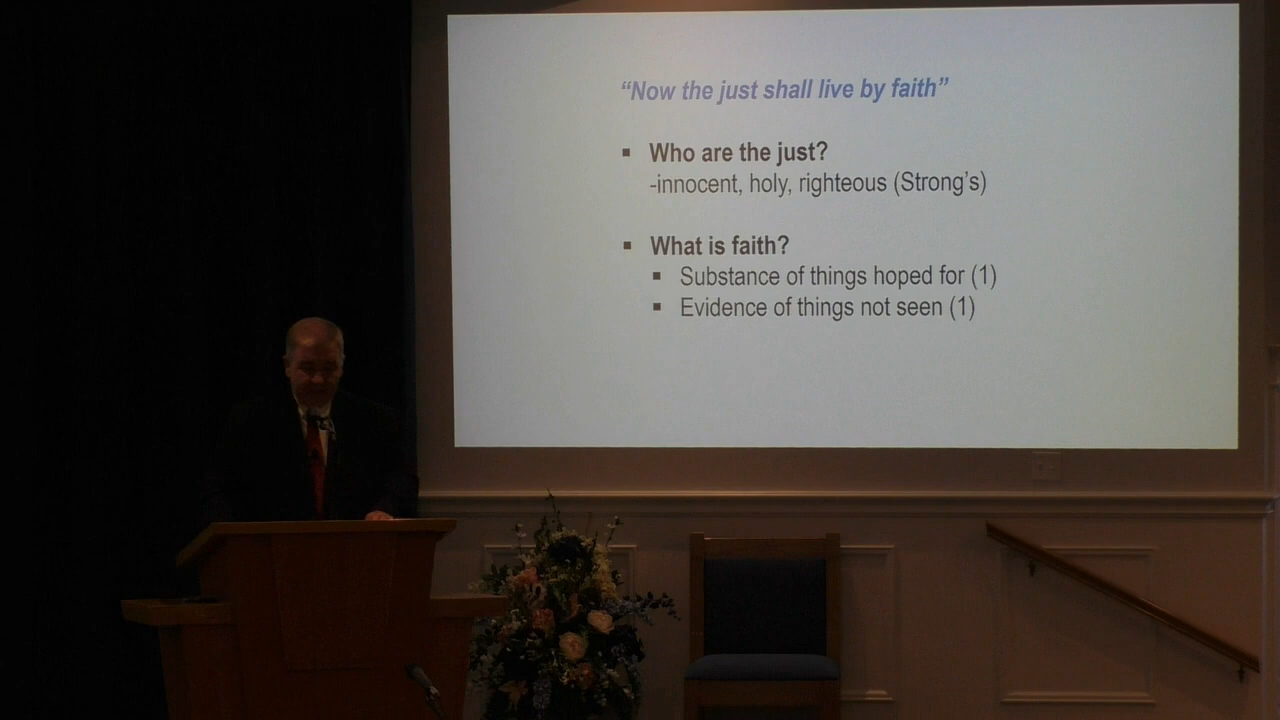 “Now the just shall live by faith”
▪ Who are the just?
-innocent, holy, righteous (Strong’s)
▪ What is faith?
▪ Substance of things hoped for (1)
▪ Evidence of things not seen (1)